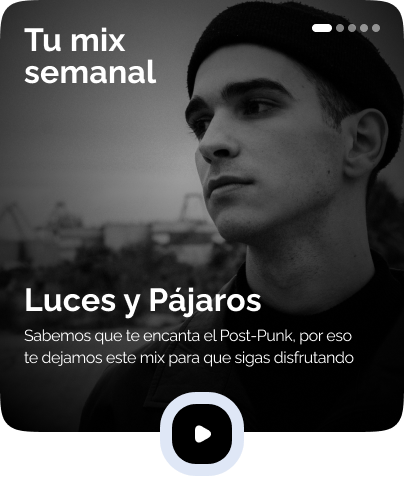 Tu mix
semanal
Luces y Pájaros
Sabemos que te encanta el Post-Punk, por eso
te dejamos este mix para que sigas disfrutando